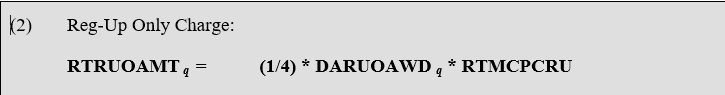 (2) Reg-Up Only Charge:
RTRUOAMT q = (1/4) * DARUOAWD q * RTMCPCRU